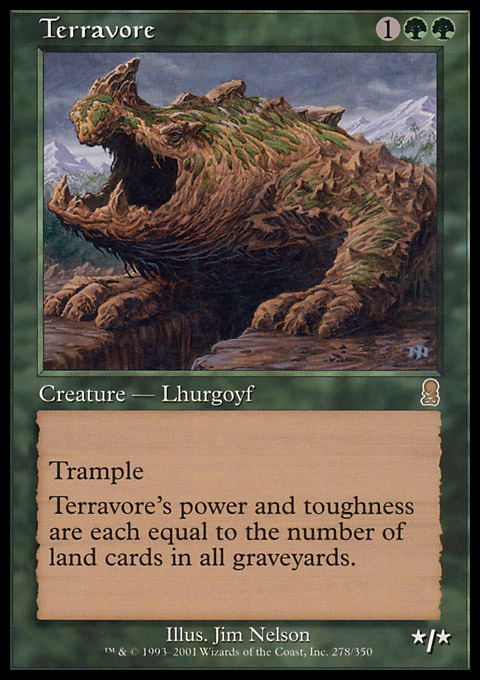 Terravore 1
Creature — Lhurgoyf
Trample
Terravore's power and toughness
are each equal to the number of
land cards in all graveyards.
Illus. Jim Nelson
™ & © 1993–2001 Wizards of the Coast, Inc. 278/350
★/★